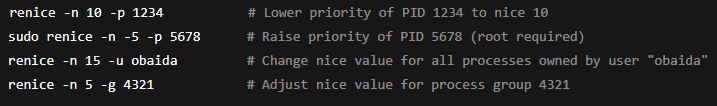 renice -n 10 -p 1234 # Lower priority of PID 1234 to nice 10
sudo renice -n -5 -p 5678 # Raise priority of PID 5678 (root required)
renice -n 15 -u obaida # Change nice value for all processes owned by user "obaida"
renice -n 5 -g 4321 # Adjust nice value for process group 4321